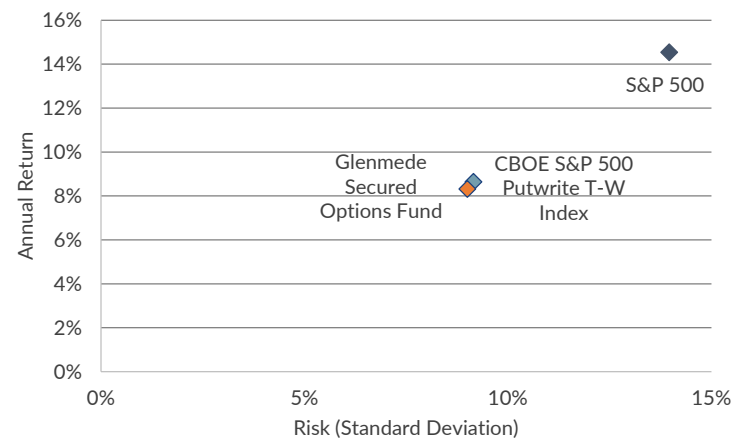 16%
14%
12%
10%
8%
6%
4%
2%
0%
Annual Return
S&P 500
Glenmede
Secured
Options Fund
CBOE S&P 500
Putwrite T-W
Index
0%
5%
10%
15%
Risk (Standard Deviation)